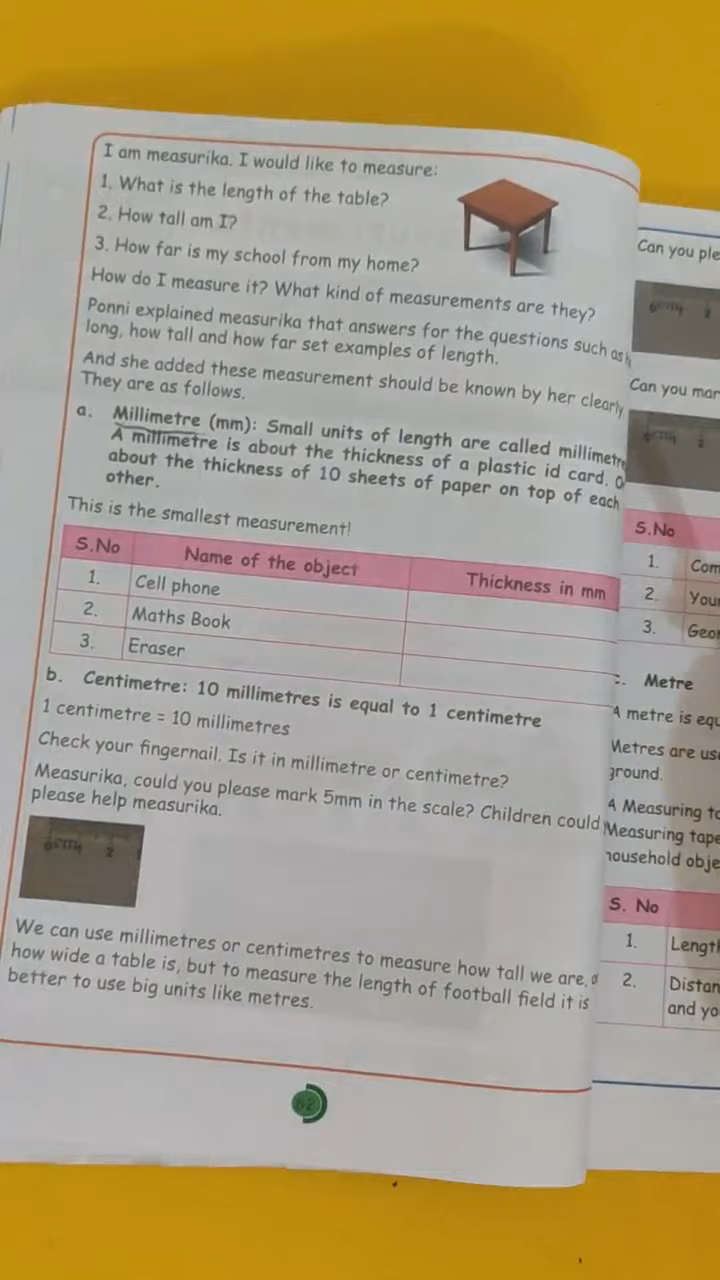 I am measurika. I would like to measure:
1. What is the length of the table?
2. How tall am I?
3. How far is my school from my home?
How do I measure it? What kind of measurements are they?
Ponni explained measurika that answers for the questions such as
long, how tall and how far set examples of length.
And she added these measurement should be known by her clearly
They are as follows.
a. Millimetre (mm): Small units of length are called millimetre
A millimetre is about the thickness of a plastic id card. O
about the thickness of 10 sheets of paper on top of each
other.
This is the smallest measurement!
S.No Name of the object Thickness in mm
1. Cell phone
2. Maths Book
3. Eraser
b. Centimetre: 10 millimetres is equal to 1 centimetre
1 centimetre = 10 millimetres
Check your fingernail. Is it in millimetre or centimetre?
Measurika, could you please mark 5mm in the scale? Children could
please help measurika.
We can use millimetres or centimetres to measure how tall we are,
how wide a table is, but to measure the length of football field it is
better to use big units like metres.
62
Can you ple
Can you mar
S.No
1. Com
2. Your
3. Geor
c. Metre
A metre is equ
Metres are use
ground.
A Measuring to
Measuring tape
household obje
S. No
1. Length
2. Distan
and yo